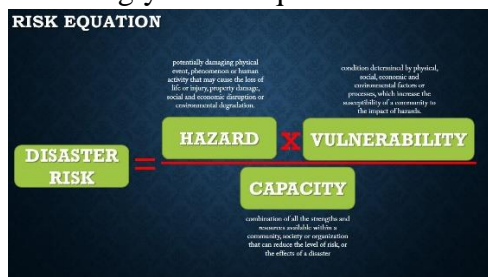 RISK EQUATION
potentially damaging physical
event, phenomenon or human
activity that may cause the loss of
life or injury, property damage,
social and economic disruption or
environmental degradation.
condition determined by physical,
social, economic and
environmental factors or
processes, which increase the
susceptibility of a community to
the impact of hazards.
HAZARD X VULNERABILITY
DISASTER
RISK
=
CAPACITY
combination of all the strengths and
resources available within a
community, society or organization
that can reduce the level of risk, or
the effects of a disaster